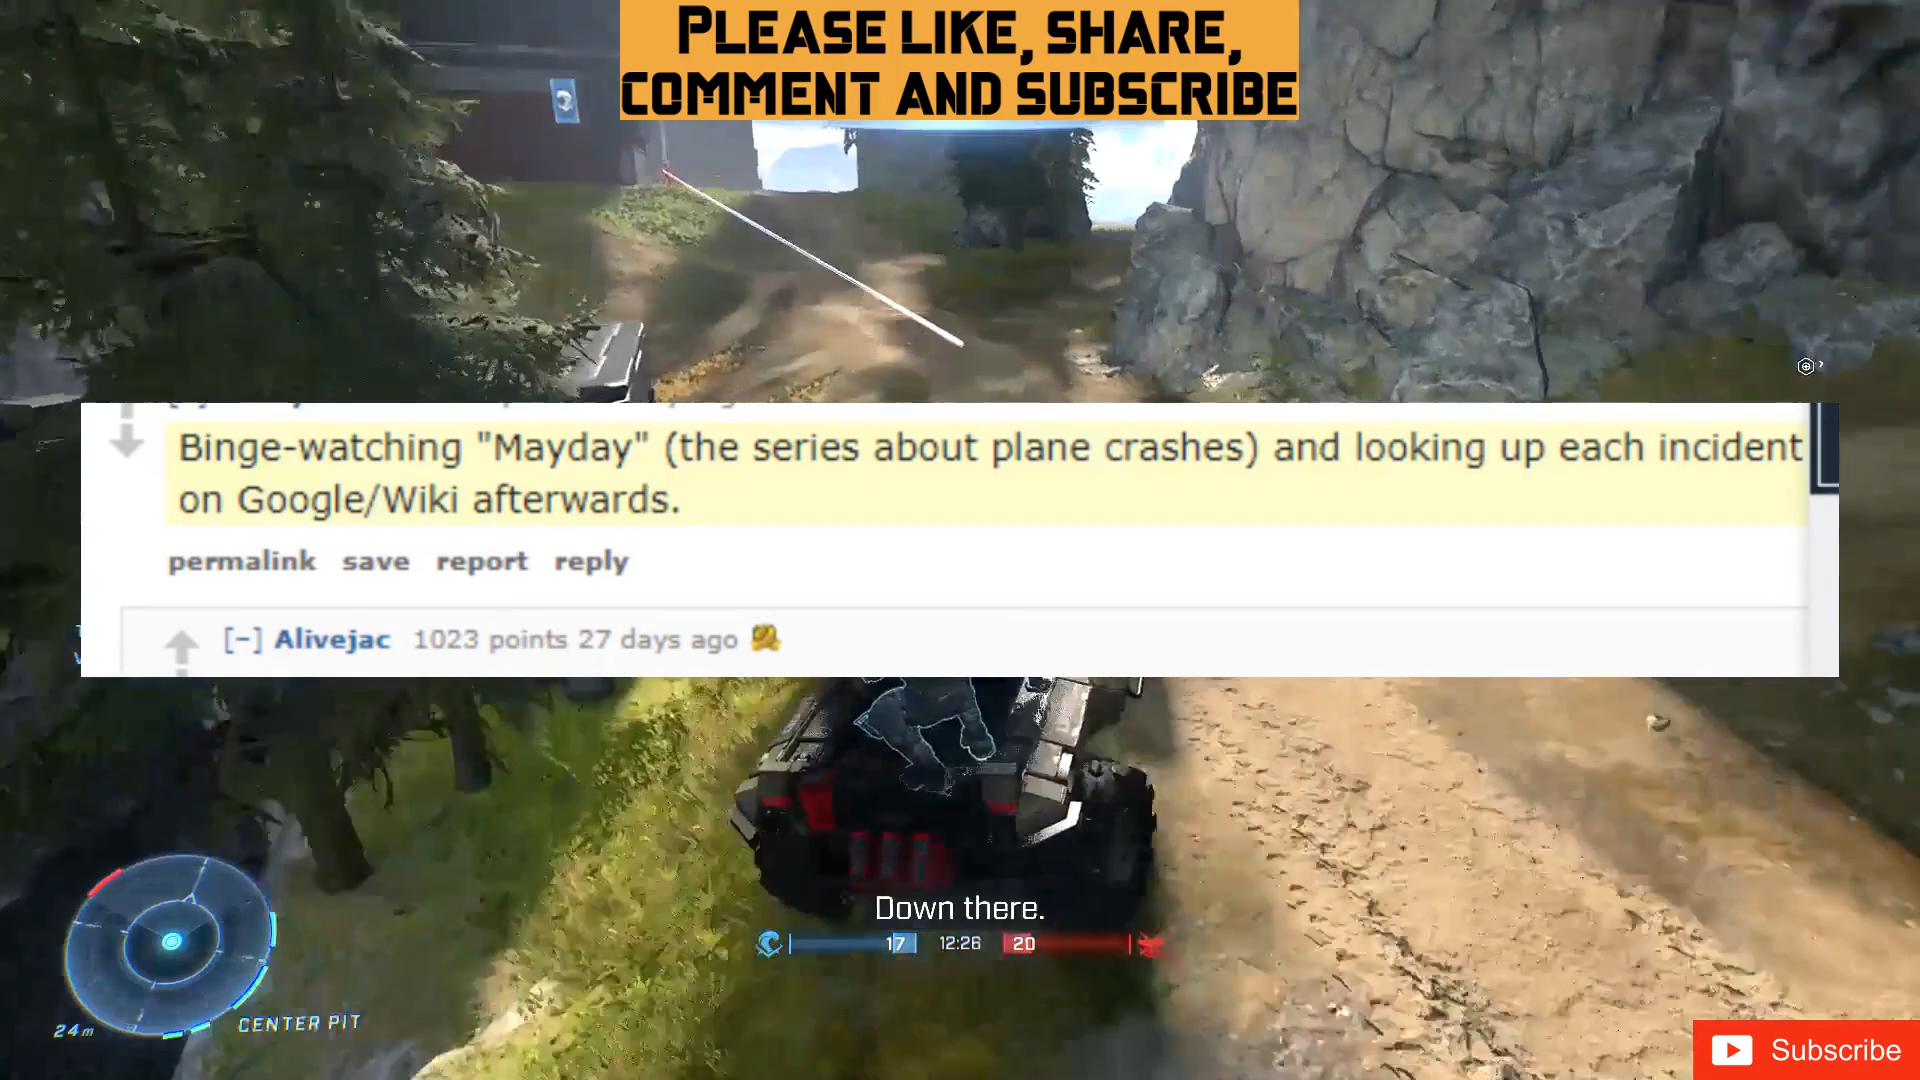 PLEASE LIKE, SHARE,
COMMENT AND SUBSCRIBE
Binge-watching "Mayday" (the series about plane crashes) and looking up each incident
on Google/Wiki afterwards.
permalink save report reply
[-] Alivejac 1023 points 27 days ago
Down there.
17 12:26 20
24m
CENTER PIT
Subscribe